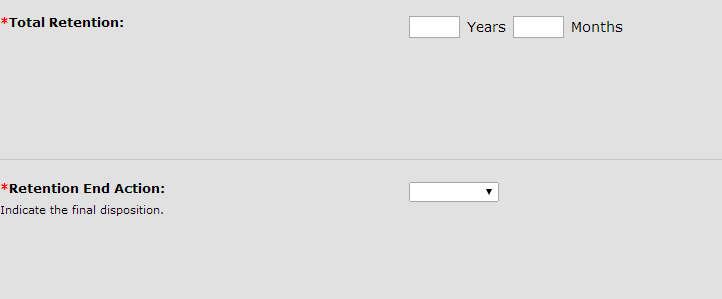 *Total Retention: Years Months
*Retention End Action:
Indicate the final disposition.